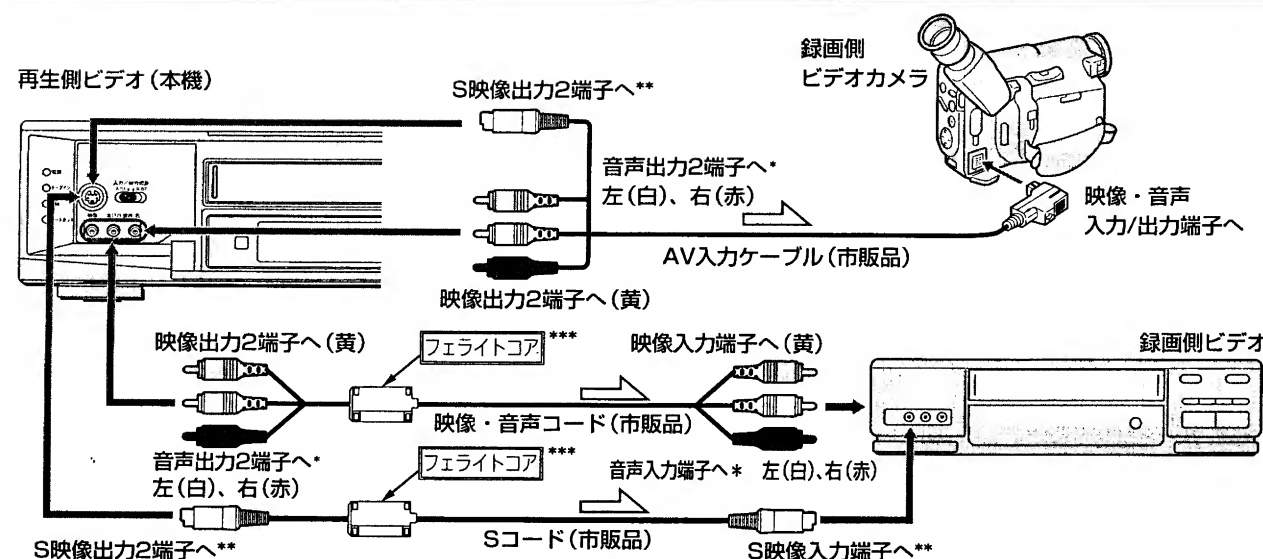 録画側
ビデオカメラ
再生側ビデオ(本機)
S映像出力2端子へ**
音声出力2端子へ*
左(白)、右(赤)
映像・音声
入力/出力端子へ
AV入力ケーブル(市販品)
映像出力2端子へ(黄)
映像出力2端子へ(黄)
フェライトコア***
映像入力端子へ(黄)
録画側ビデオ
映像・音声コード(市販品)
音声出力2端子へ*
左(白)、右(赤)
フェライトコア***
音声入力端子へ* 左(白)、右(赤)
Sコード(市販品)
S映像出力2端子へ**
S映像入力端子へ**